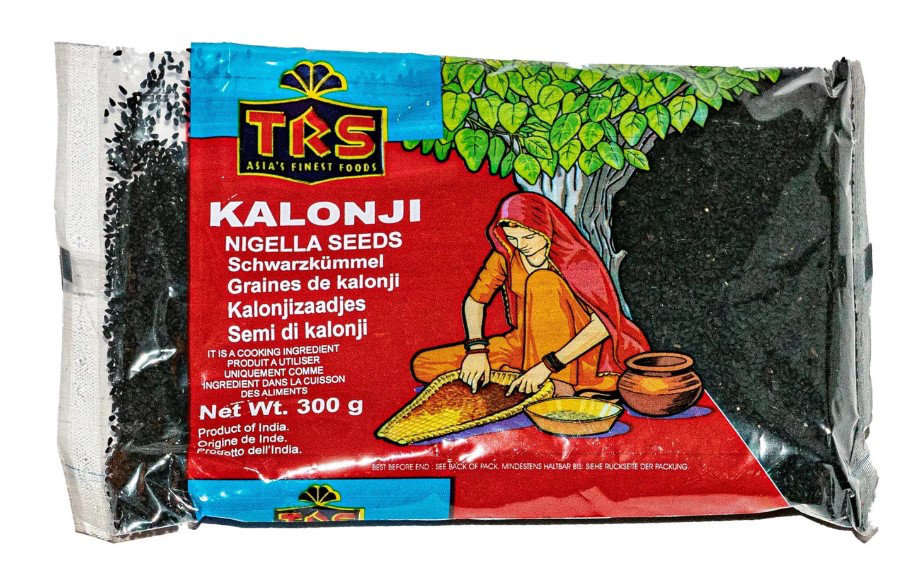 TRS
ASIA'S FINEST FOODS
KALONJI
NIGELLA SEEDS
Schwarzkümmel
Graines de kalonji
Kalonjizaadjes
Semi di kalonji
IT IS A COOKING INGREDIENT
PRODUIT A UTILISER
UNIQUEMENT COMME
INGREDIENT DANS LA CUISSON
DES ALIMENTS
Net Wt. 300 g
Product of India.
Origine de Inde.
Prodotto dell'India.
BEST BEFORE END : SEE BACK OF PACK. MINDESTENS HALTBAR BIS: SIEHE RUCKSEITE DER PACKUNG.
TRS